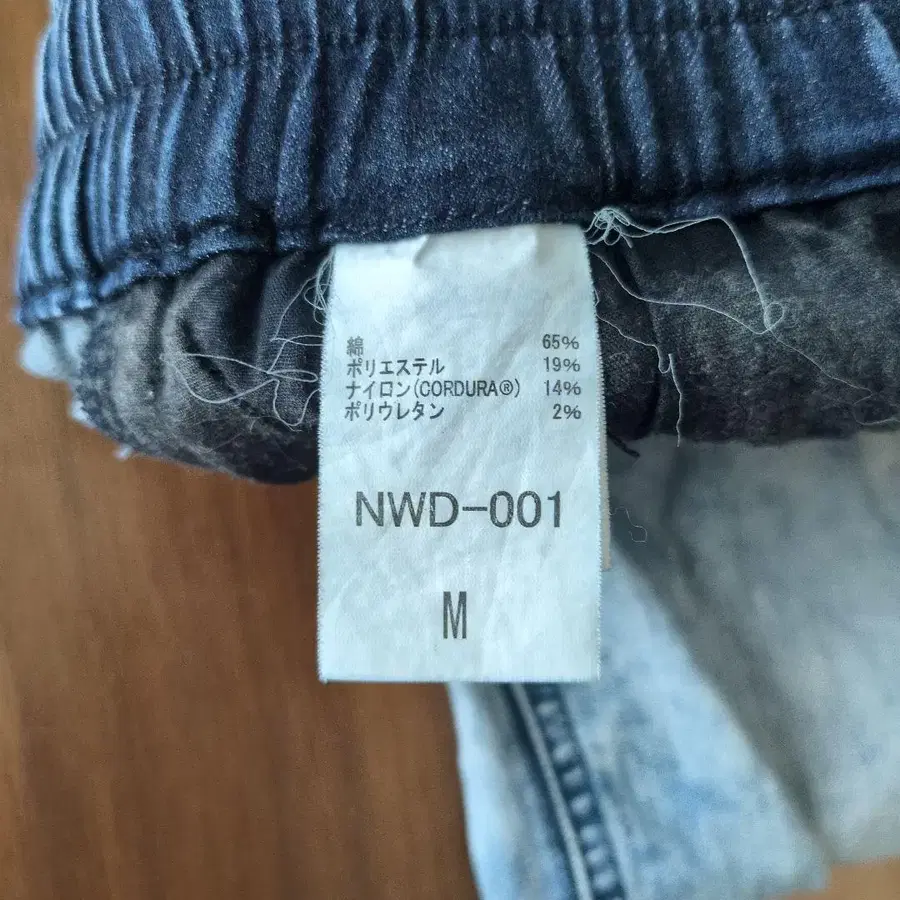 綿 65%
ポリエステル 19%
ナイロン(CORDURA®) 14%
ポリウレタン 2%
NWD-001
M